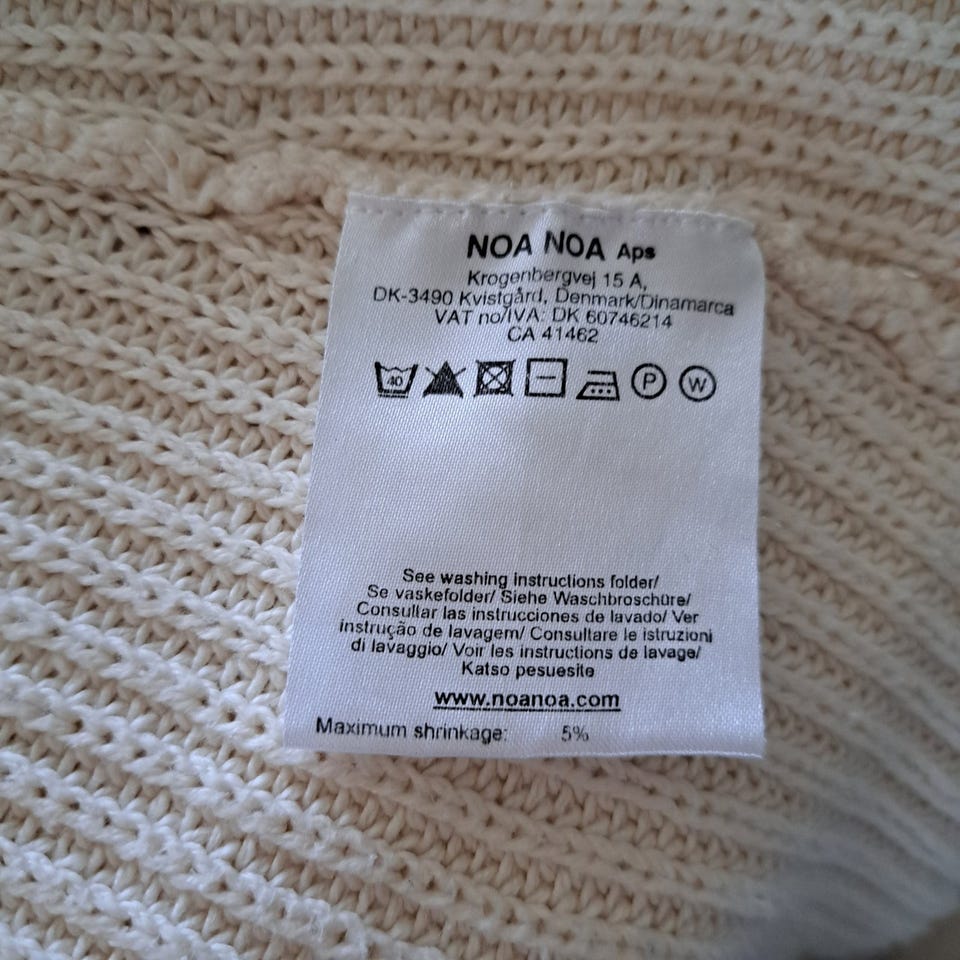 NOA NOA Aps
Krogenbergvej 15 A,
DK-3490 Kvistgård, Denmark/Dinamarca
VAT no/IVA: DK 60746214
CA 41462
40 P W
See washing instructions folder/
Se vaskefolder/ Siehe Waschbroschüre/
Consultar las instrucciones de lavado/ Ver
instrução de lavagem/ Consultare le istruzioni
di lavaggio/ Voir les instructions de lavage/
Katso pesuesite
www.noanoa.com
Maximum shrinkage: 5%